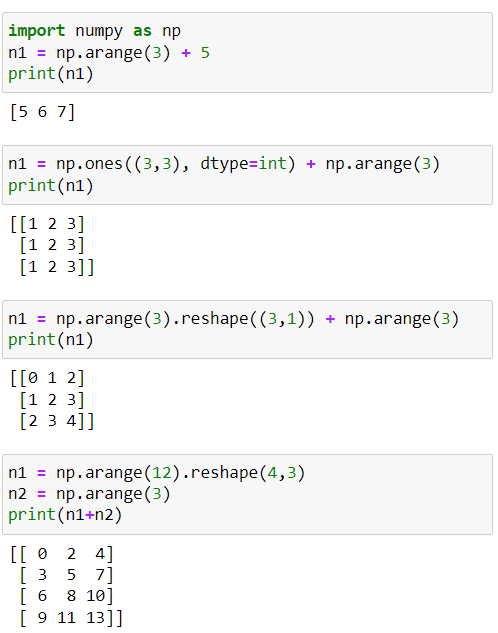 import numpy as np
n1 = np.arange(3) + 5
print(n1)
[5 6 7]
n1 = np.ones((3,3), dtype=int) + np.arange(3)
print(n1)
[[1 2 3]
 [1 2 3]
 [1 2 3]]
n1 = np.arange(3).reshape((3,1)) + np.arange(3)
print(n1)
[[0 1 2]
 [1 2 3]
 [2 3 4]]
n1 = np.arange(12).reshape(4,3)
n2 = np.arange(3)
print(n1+n2)
[[ 0  2  4]
 [ 3  5  7]
 [ 6  8 10]
 [ 9 11 13]]